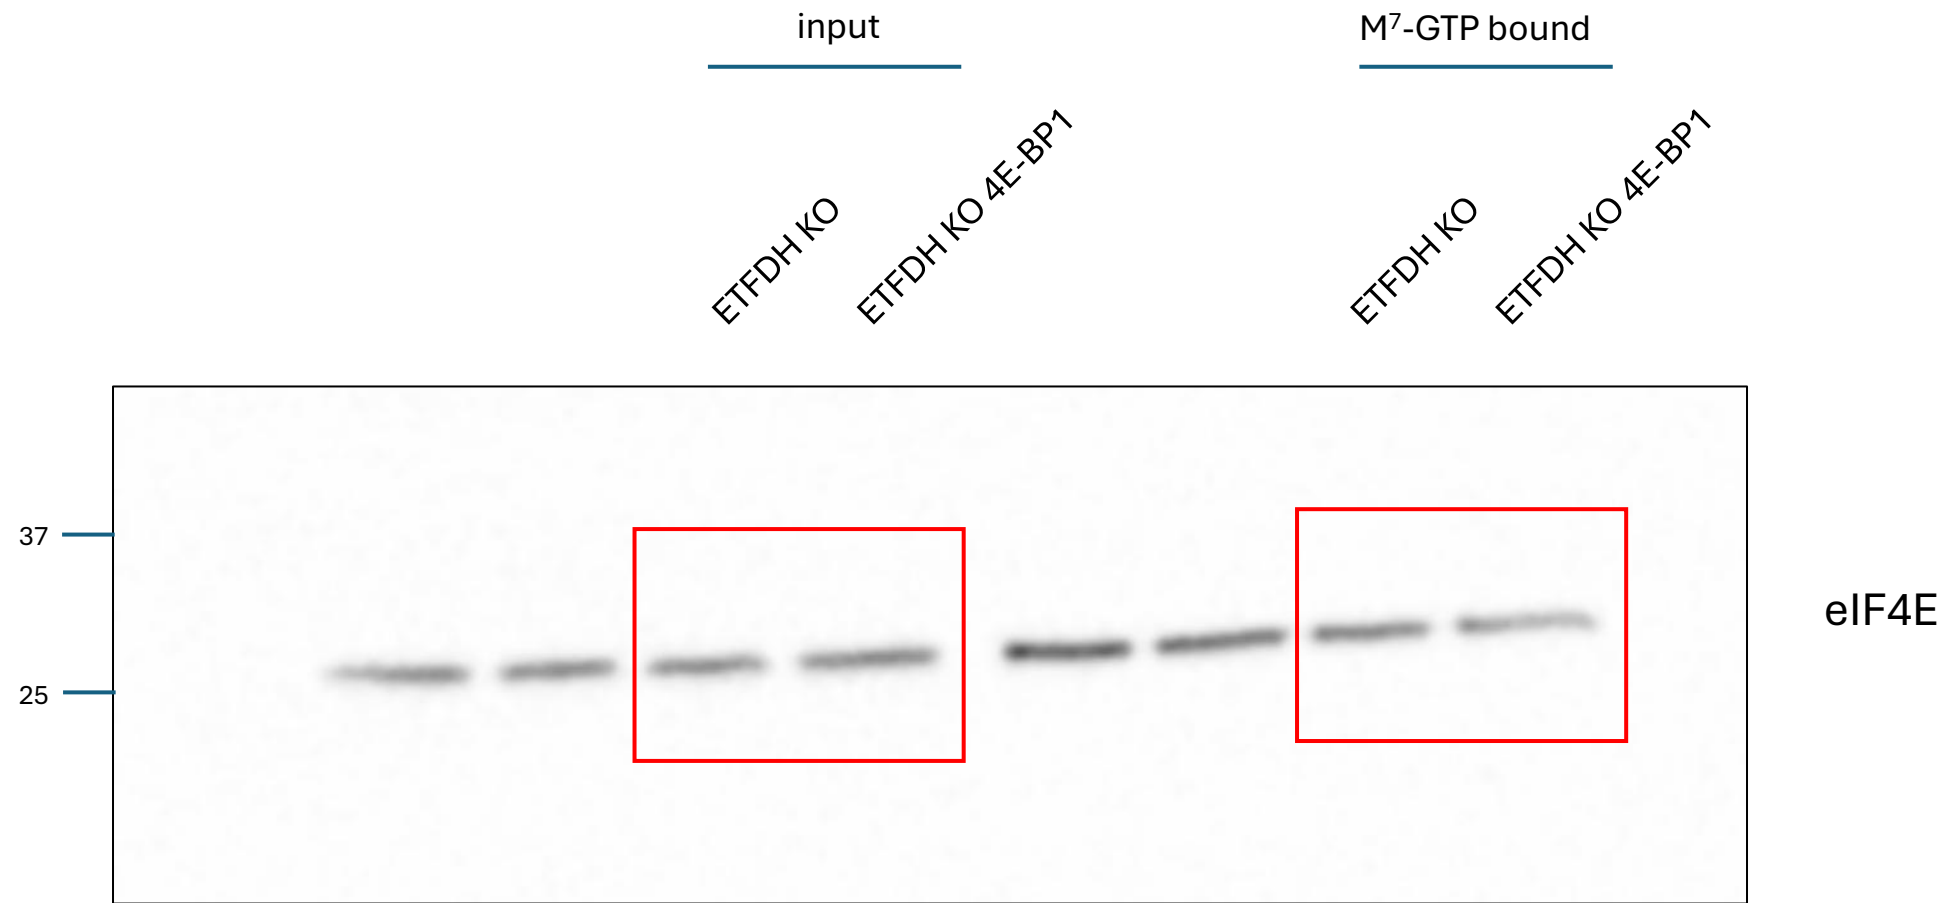 input
M⁷-GTP bound
ETFDH KO
ETFDH KO 4E-BP1
ETFDH KO
ETFDH KO 4E-BP1
37
25
eIF4E